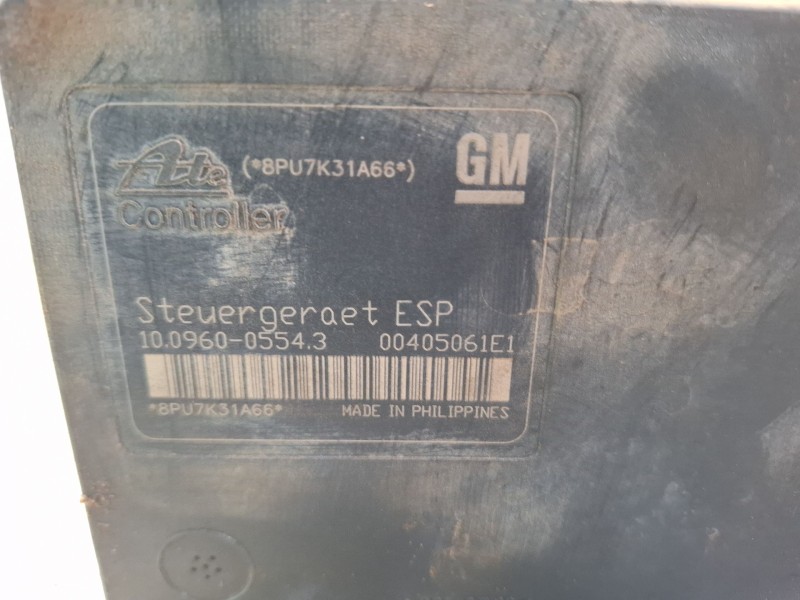 Ate (*8PU7K31A66*) GM
Controller
Steuergeraet ESP
10.0960-0554.3 00405061E1
*8PU7K31A66* MADE IN PHILIPPINES